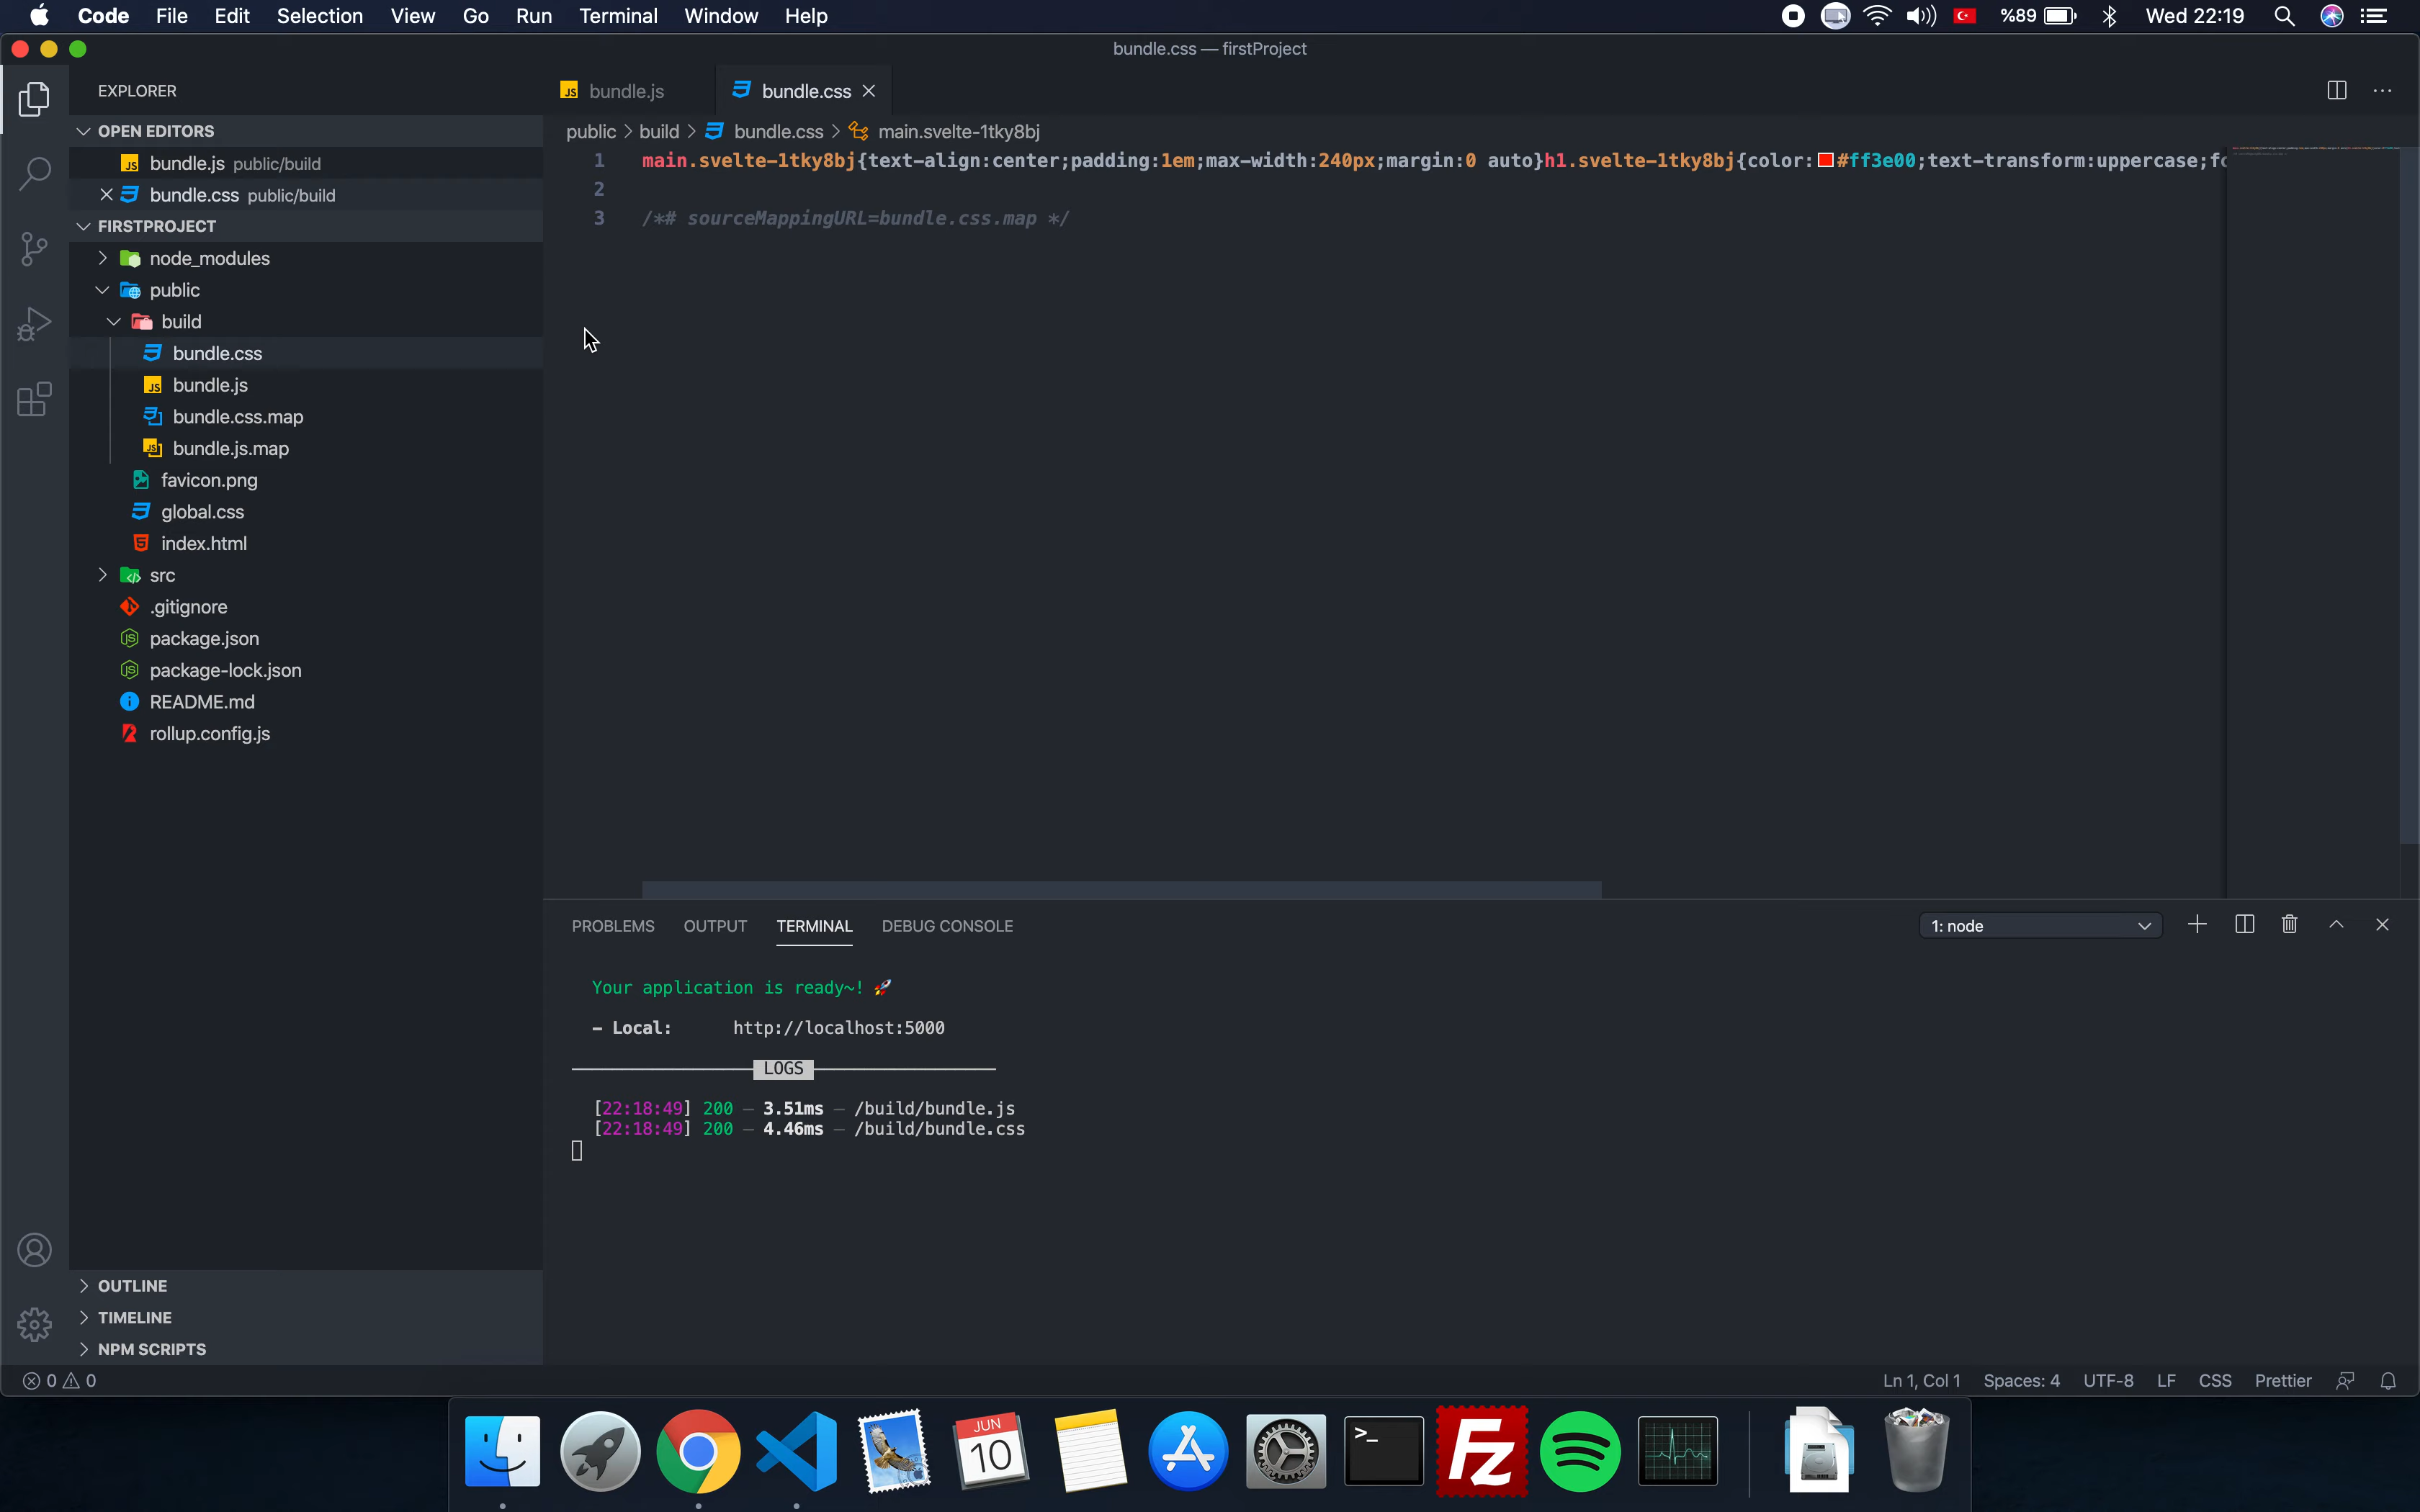 Code File Edit Selection View Go Run Terminal Window Help %89 Wed 22:19
bundle.css — firstProject
EXPLORER
OPEN EDITORS
bundle.js public/build
bundle.css public/build
FIRSTPROJECT
node_modules
public
build
bundle.css
bundle.js
bundle.css.map
bundle.js.map
favicon.png
global.css
index.html
src
.gitignore
package.json
package-lock.json
README.md
rollup.config.js
OUTLINE
TIMELINE
NPM SCRIPTS
bundle.js bundle.css
public > build > bundle.css > main.svelte-1tky8bj
1 main.svelte-1tky8bj{text-align:center;padding:1em;max-width:240px;margin:0 auto}h1.svelte-1tky8bj{color:#ff3e00;text-transform:uppercase;fo
2
3 /*# sourceMappingURL=bundle.css.map */
PROBLEMS OUTPUT TERMINAL DEBUG CONSOLE 1: node
Your application is ready~! 🚀
- Local: http://localhost:5000
LOGS
[22:18:49] 200 – 3.51ms – /build/bundle.js
[22:18:49] 200 – 4.46ms – /build/bundle.css
0 0 Ln 1, Col 1 Spaces: 4 UTF-8 LF CSS Prettier
JUN
10
>_
FZ